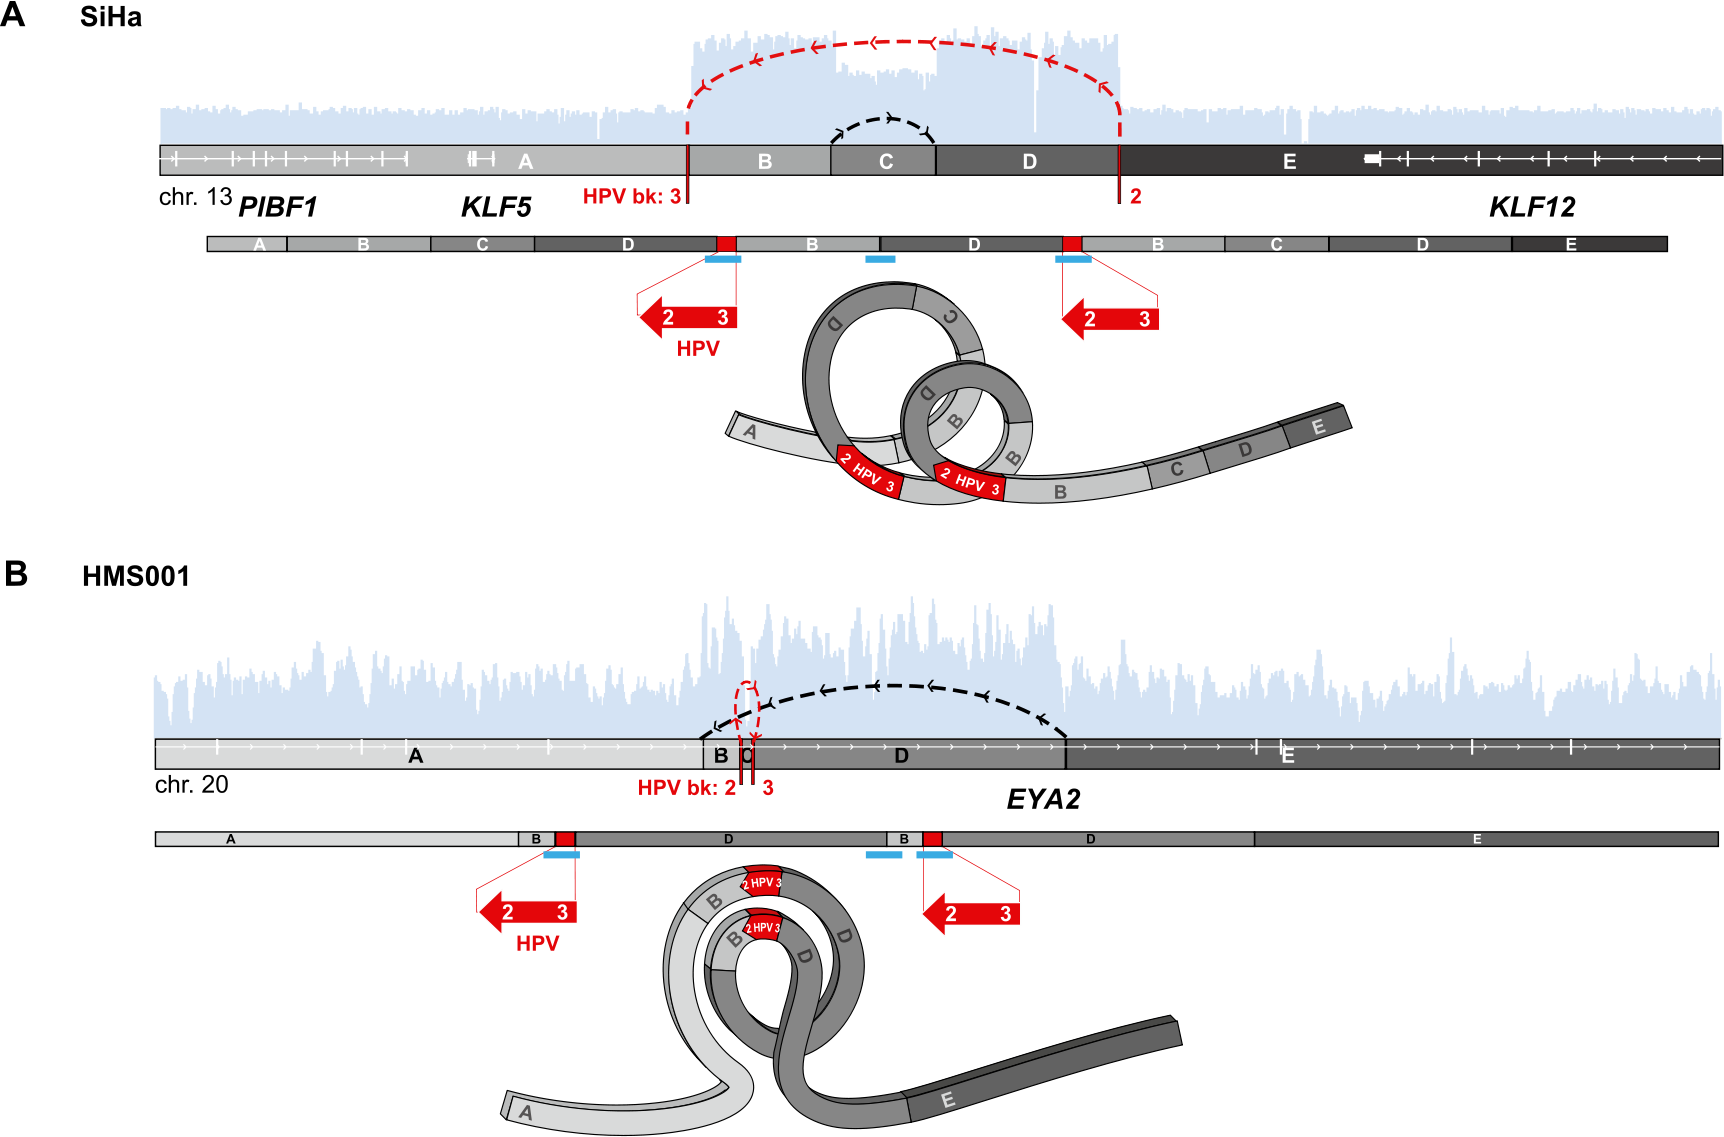 A SiHa
A B C D E
HPV bk: 3 2
chr. 13 PIBF1 KLF5 KLF12
A B C D B D B C D E
2 3 2 3
HPV
D C
D B
A B E
2 HPV 3 2 HPV 3 B C D
B HMS001
A B C D E
HPV bk: 2 3
chr. 20 EYA2
A B D B D E
2 3 2 3
HPV
2 HPV 3
B
2 HPV 3
B D D
A E